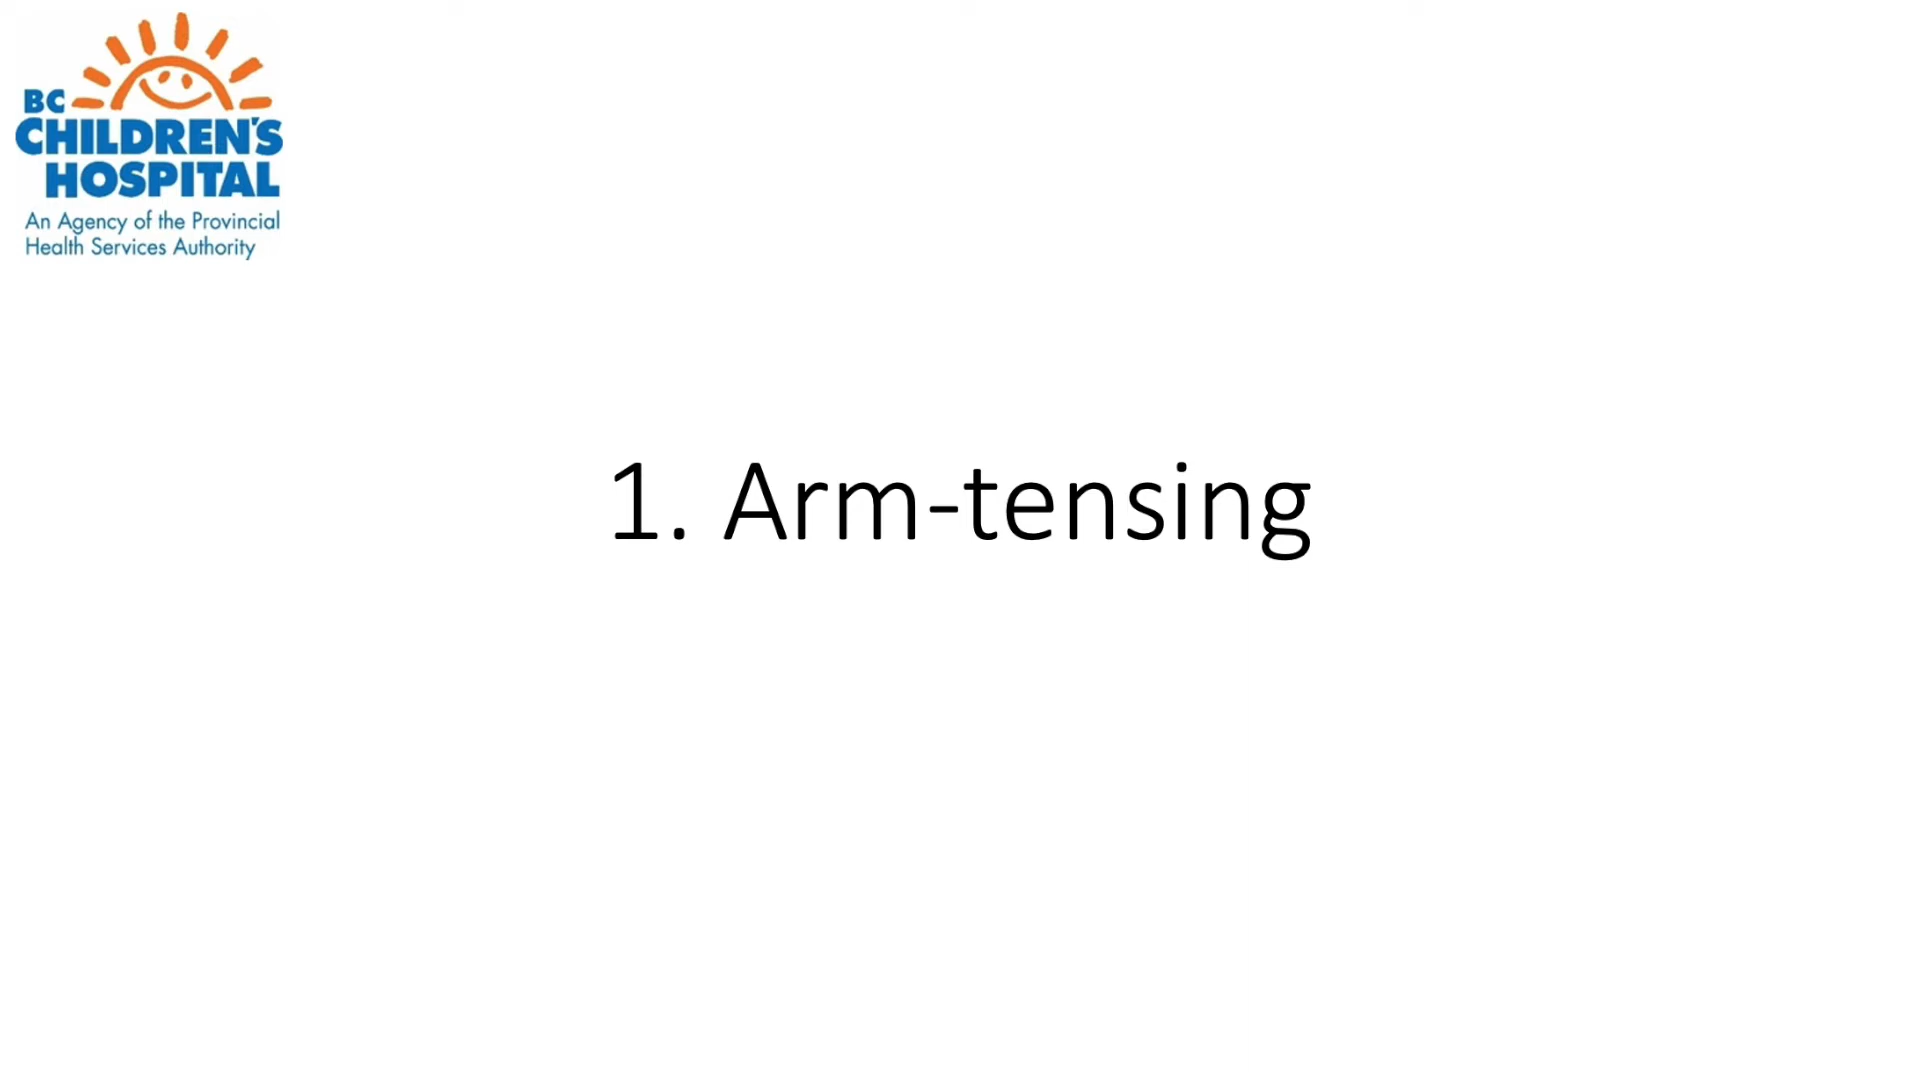 BC
CHILDREN'S
HOSPITAL
An Agency of the Provincial
Health Services Authority
1. Arm-tensing